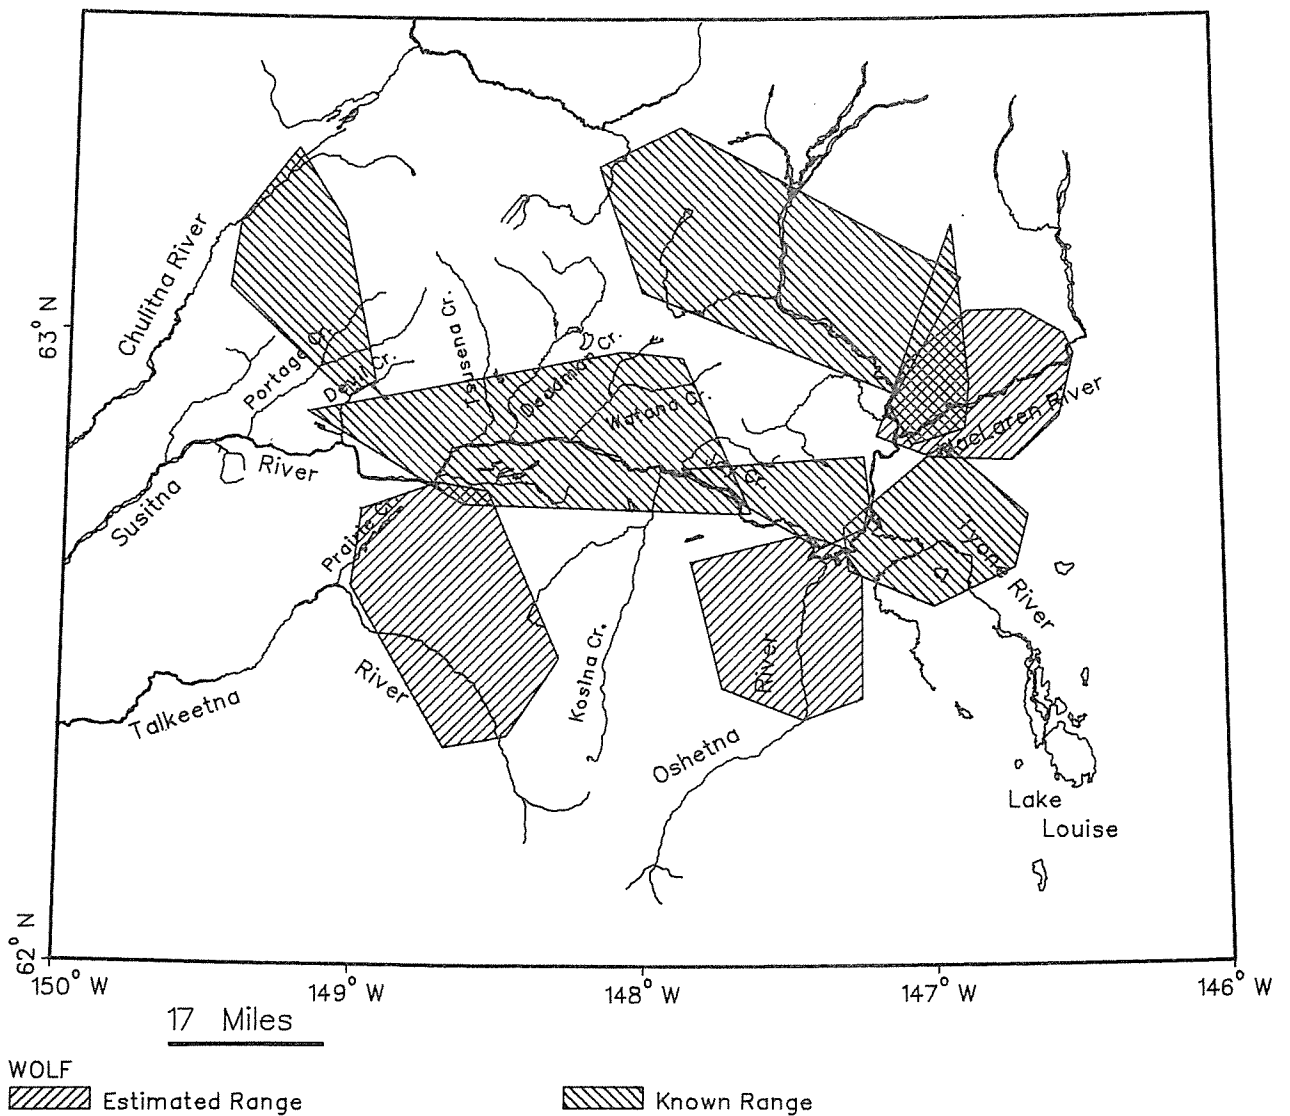 Chulitna River
63° N
Portage Cr.
Devil Cr.
Tsusena Cr.
Deadman Cr.
Watana Cr.
MacLaren River
River
Susitna
Cr.
Prairie Cr.
Tyone River
River
Talkeetna
Kosina Cr.
River
Oshetna
Lake
Louise
62° N
150° W
149° W
148° W
147° W
146° W
17 Miles
WOLF
Estimated Range
Known Range